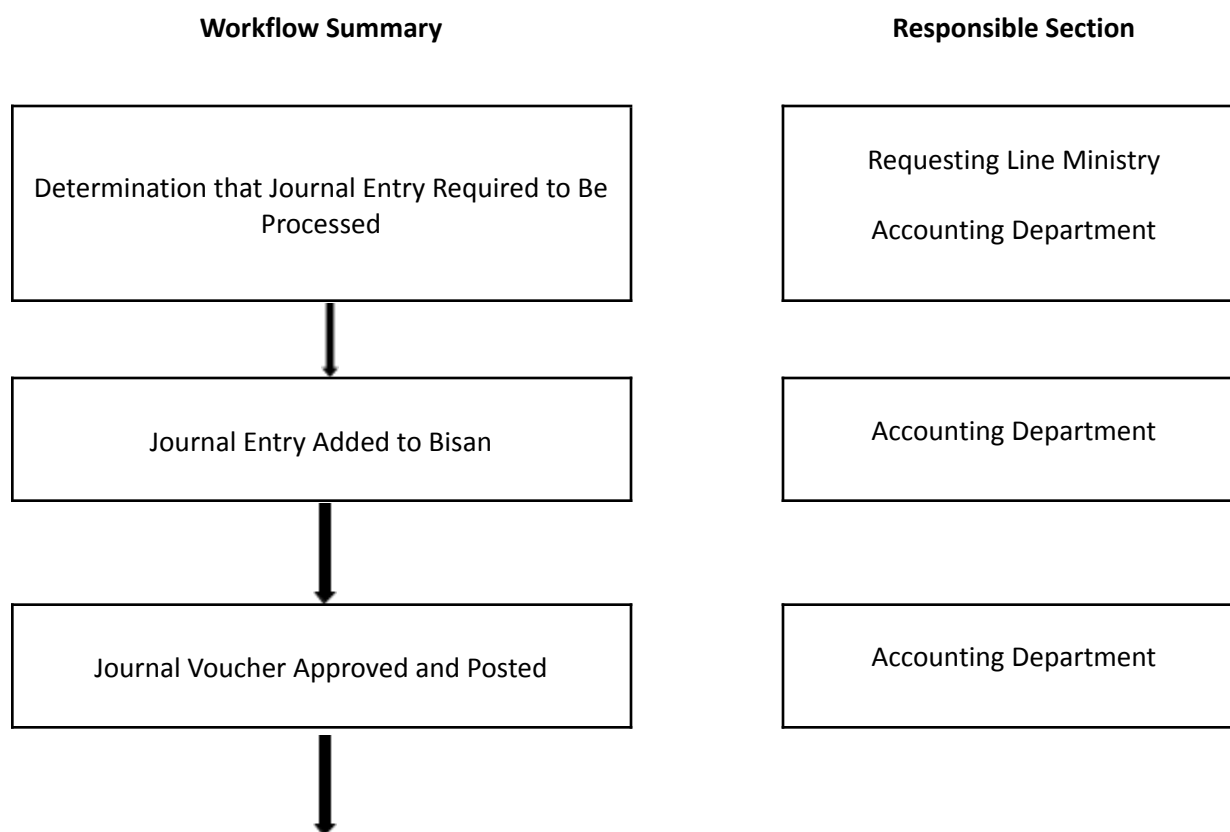 Workflow Summary
Responsible Section
Determination that Journal Entry Required to Be
Processed
Requesting Line Ministry
Accounting Department
Journal Entry Added to Bisan
Accounting Department
Journal Voucher Approved and Posted
Accounting Department